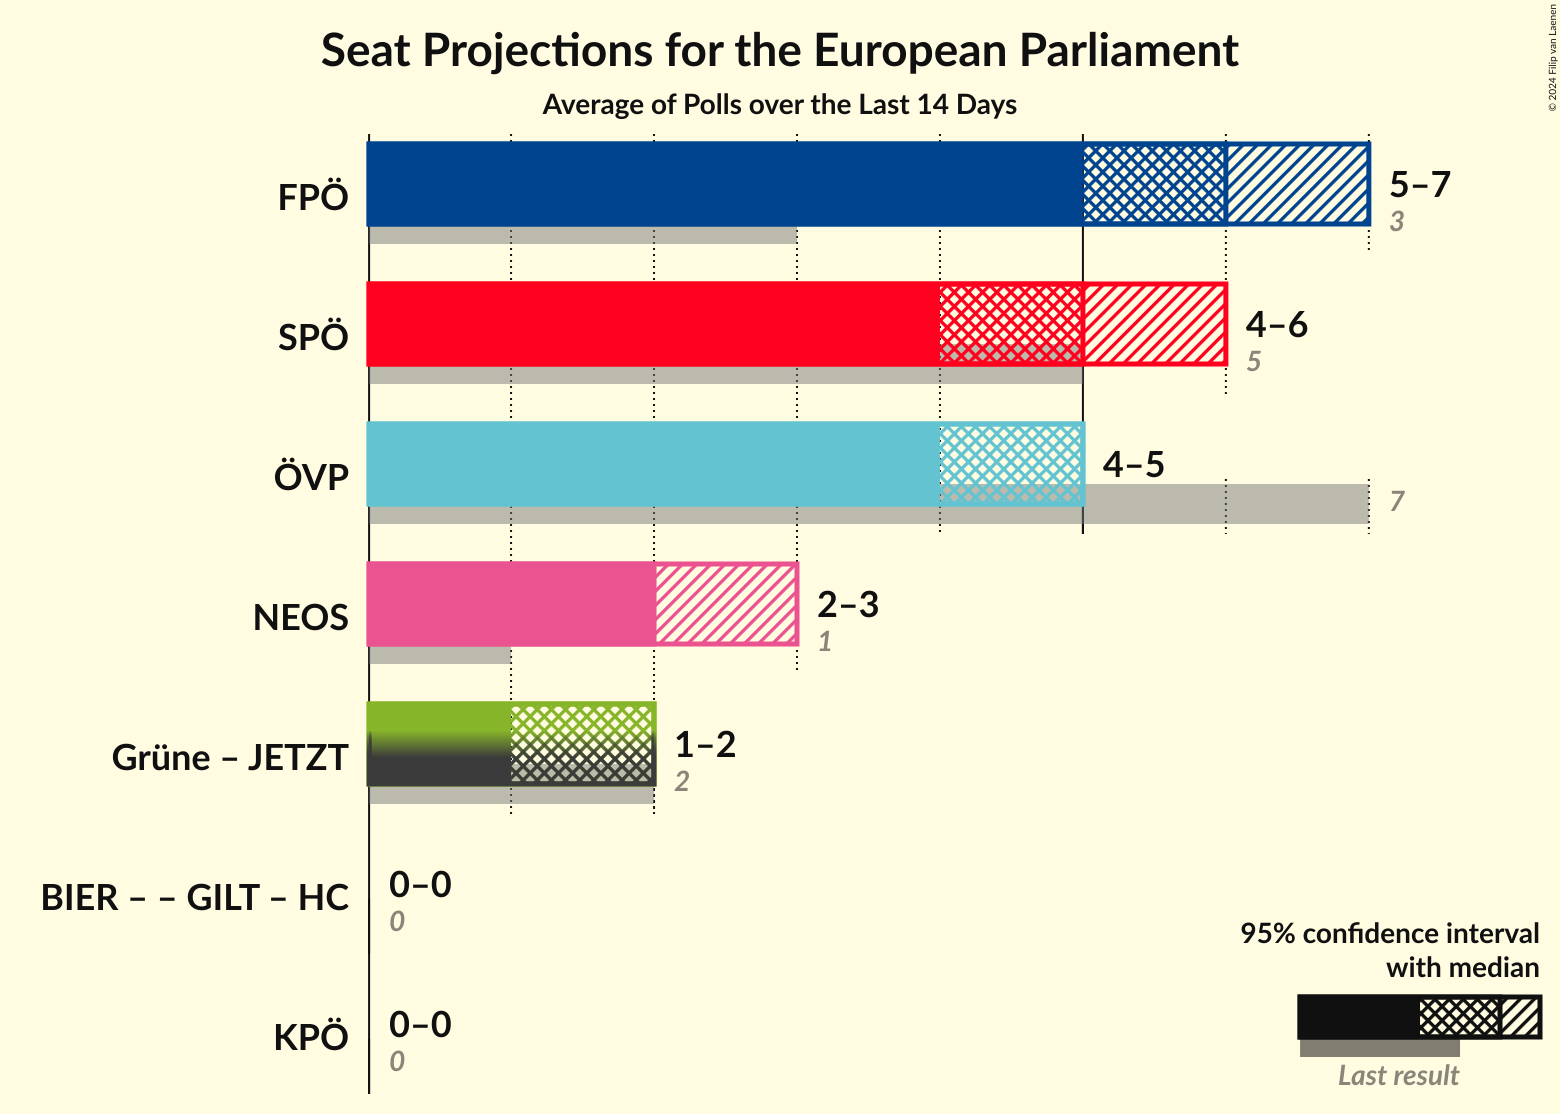 Seat Projections for the European Parliament
Average of Polls over the Last 14 Days
© 2024 Filip van Laenen
FPÖ
5–7
3
SPÖ
4–6
5
ÖVP
4–5
7
NEOS
2–3
1
Grüne – JETZT
1–2
2
BIER – – GILT – HC
0–0
0
KPÖ
0–0
0
95% confidence interval
with median
Last result